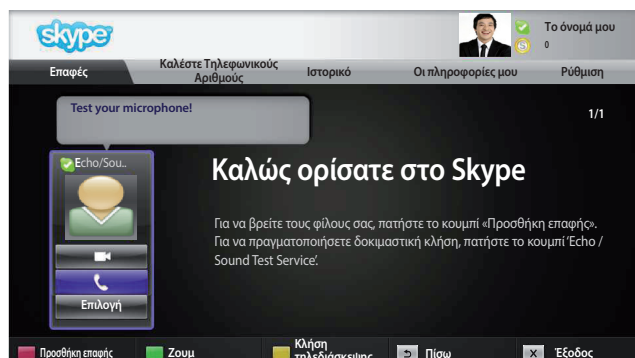 skype
Το όνομά μου
0
Επαφές
Καλέστε Τηλεφωνικούς
Αριθμούς
Ιστορικό
Οι πληροφορίες μου
Ρύθμιση
Test your microphone!
1/1
Echo/Sou..
Καλώς ορίσατε στο Skype
Για να βρείτε τους φίλους σας, πατήστε το κουμπί «Προσθήκη επαφής».
Για να πραγματοποιήσετε δοκιμαστική κλήση, πατήστε το κουμπί ‘Echo /
Sound Test Service’.
Επιλογή
Προσθήκη επαφής
Ζουμ
Κλήση
τηλεδιάσκεψης
Πίσω
X Έξοδος